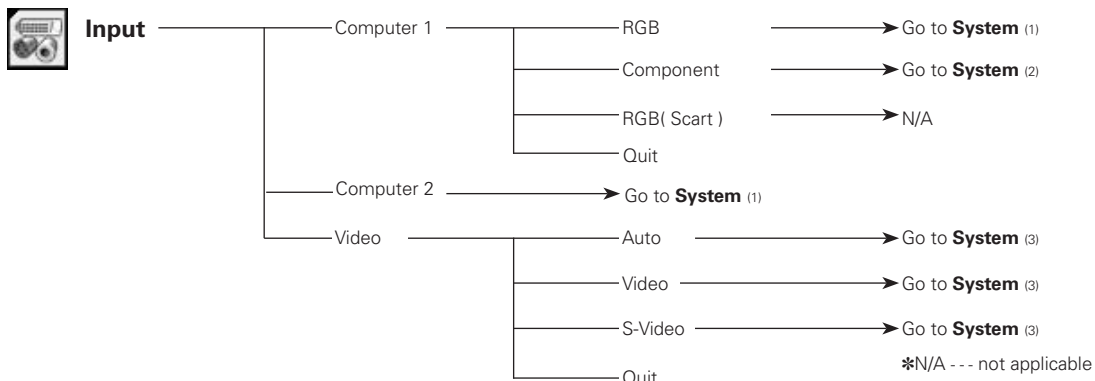 Input
Computer 1
RGB
Go to System (1)
Component
Go to System (2)
RGB( Scart )
N/A
Quit
Computer 2
Go to System (1)
Video
Auto
Go to System (3)
Video
Go to System (3)
S-Video
Go to System (3)
✽N/A - - - not applicable
Quit